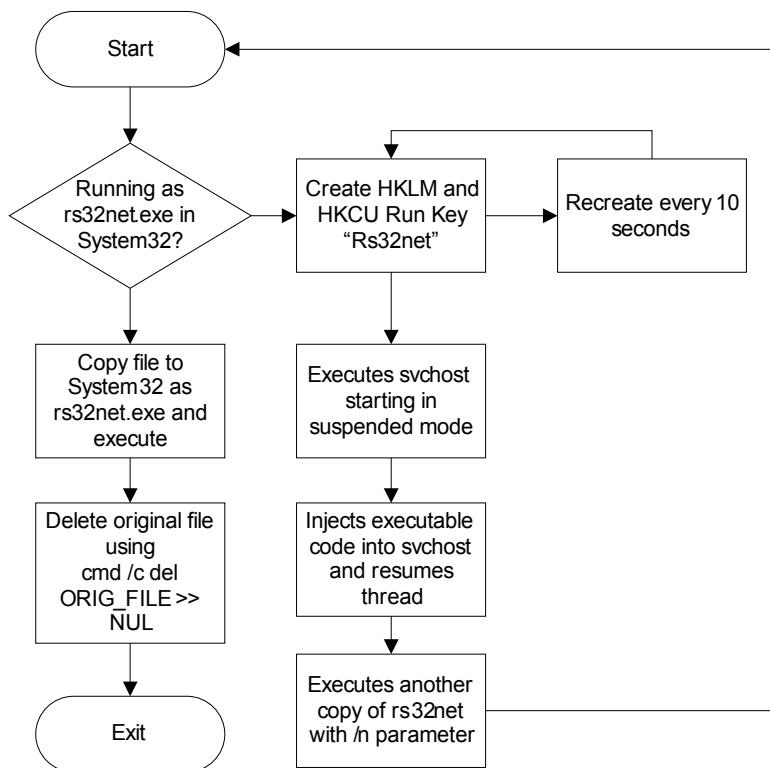 Start
Running as
rs32net.exe in
System32?
Create HKLM and
HKCU Run Key
“Rs32net”
Recreate every 10
seconds
Copy file to
System32 as
rs32net.exe and
execute
Executes svchost
starting in
suspended mode
Delete original file
using
cmd /c del
ORIG_FILE >>
NUL
Injects executable
code into svchost
and resumes
thread
Exit
Executes another
copy of rs32net
with /n parameter